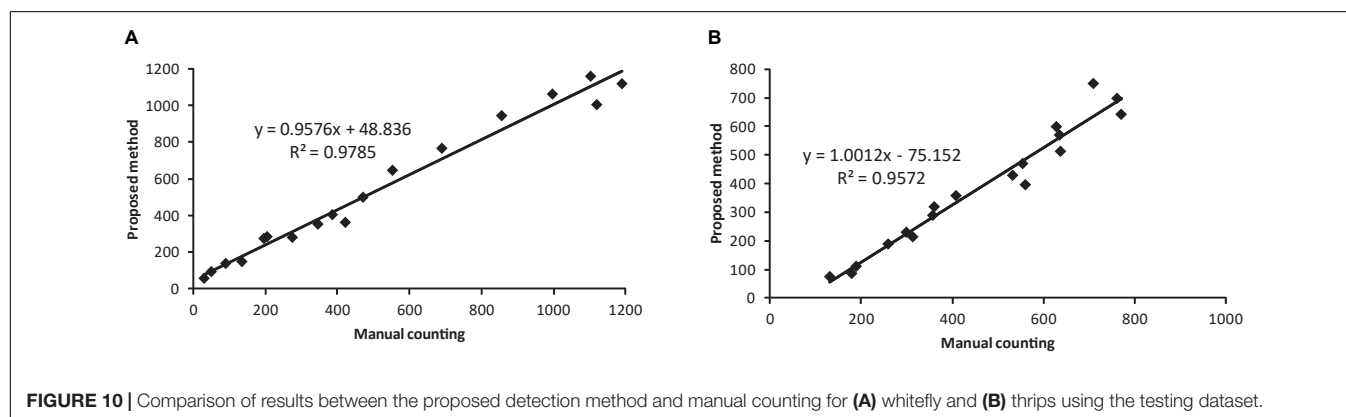 A
1200
1000
800
600
400
200
0
Proposed method
y = 0.9576x + 48.836
R² = 0.9785
0 200 400 600 800 1000 1200
Manual counting
B
800
700
600
500
400
300
200
100
0
Proposed method
y = 1.0012x - 75.152
R² = 0.9572
0 200 400 600 800 1000
Manual counting
FIGURE 10 | Comparison of results between the proposed detection method and manual counting for (A) whitefly and (B) thrips using the testing dataset.